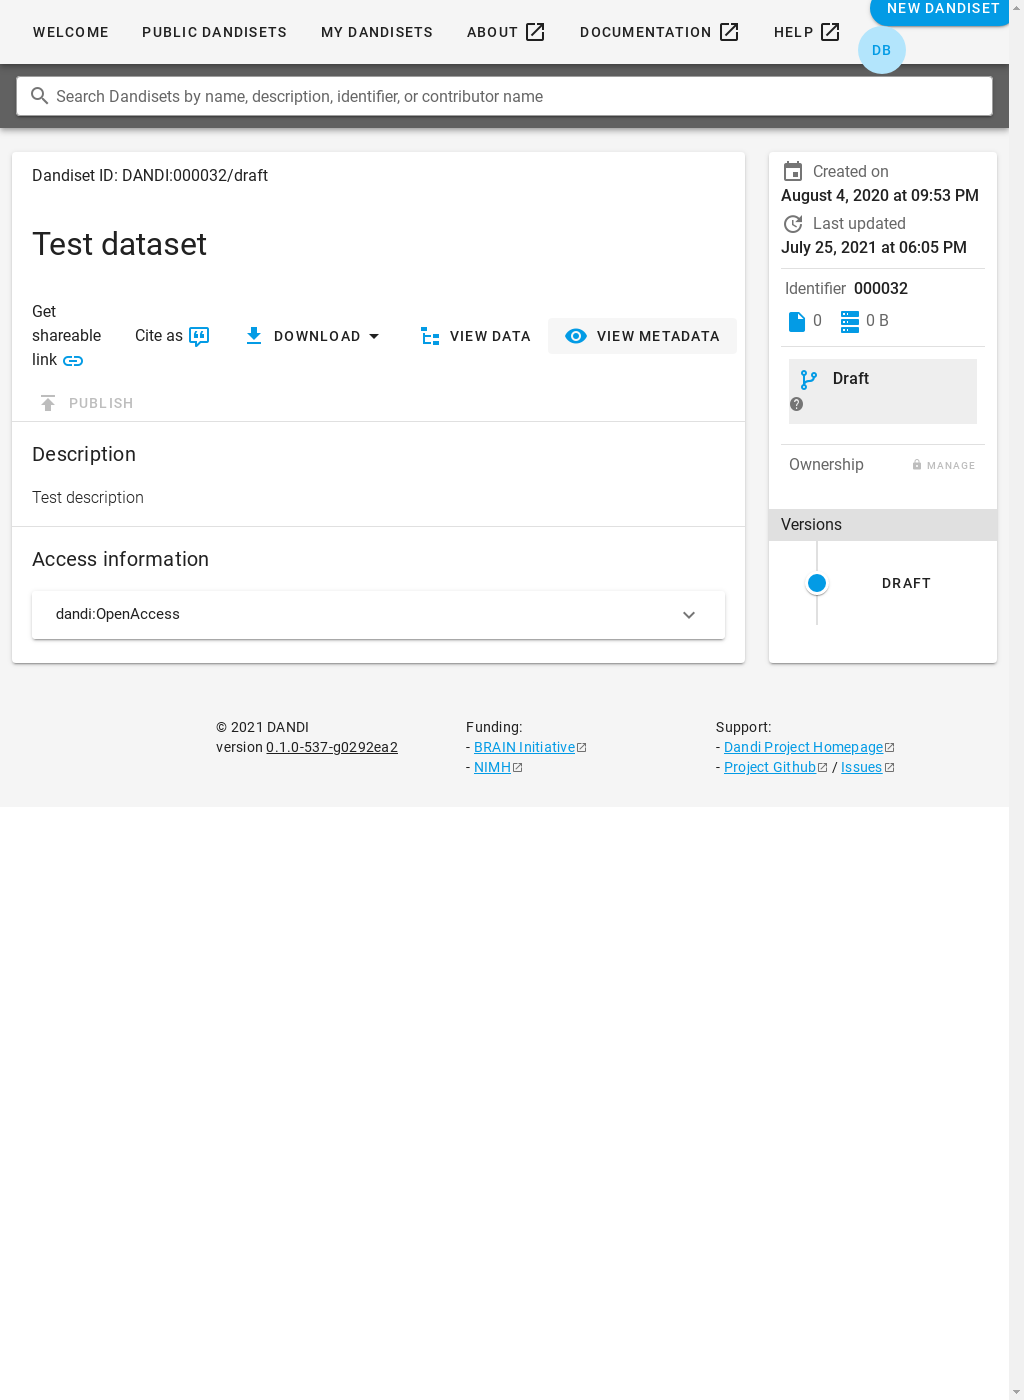 WELCOME PUBLIC DANDISETS MY DANDISETS ABOUT DOCUMENTATION HELP NEW DANDISET
DB
Search Dandisets by name, description, identifier, or contributor name
Dandiset ID: DANDI:000032/draft
Test dataset
Get shareable link
Cite as
DOWNLOAD
VIEW DATA
VIEW METADATA
PUBLISH
Description
Test description
Access information
dandi:OpenAccess
Created on
August 4, 2020 at 09:53 PM
Last updated
July 25, 2021 at 06:05 PM
Identifier 000032
0 0 B
Draft
Ownership MANAGE
Versions
DRAFT
© 2021 DANDI
version 0.1.0-537-g0292ea2
Funding:
- BRAIN Initiative
- NIMH
Support:
- Dandi Project Homepage
- Project Github / Issues